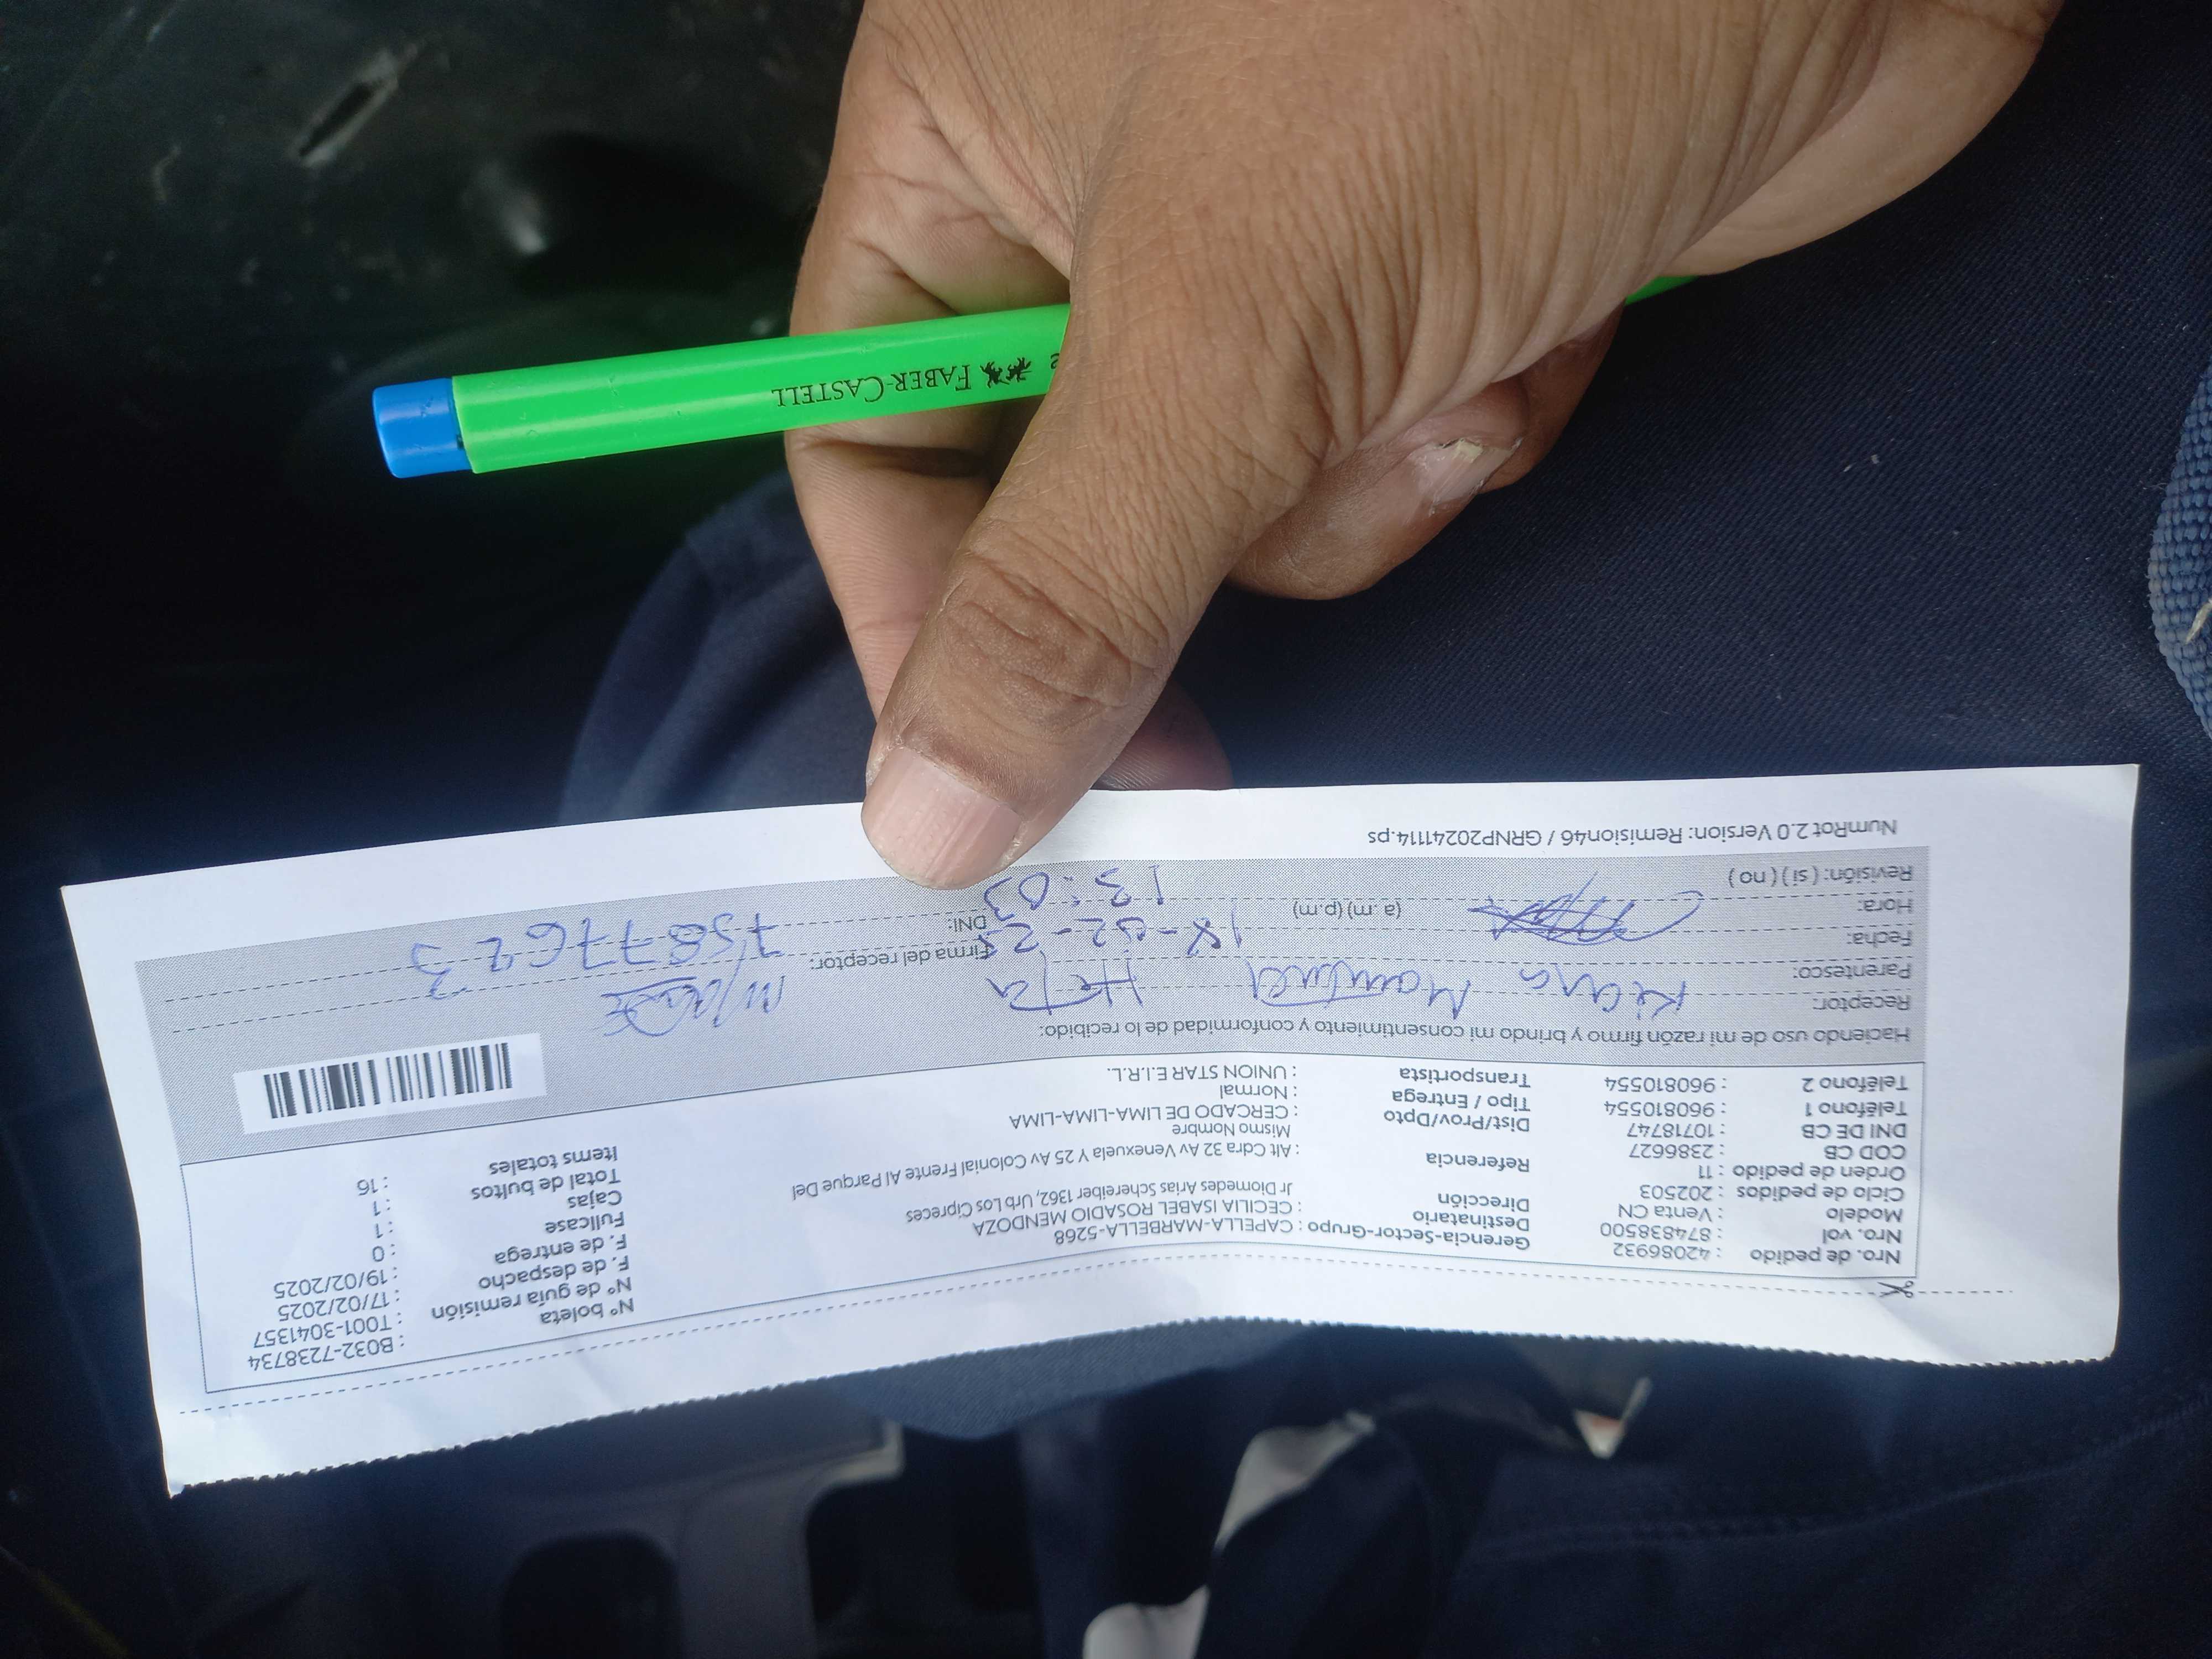 FABER-CASTELL
Nro. de pedido : 42086932
Nro. vol : 874838500
Modelo : Venta CN
Ciclo de pedidos : 202503
Orden de pedido : 11
COD CB : 2386627
DNI DE CB : 10718747
Teléfono 1 : 960810554
Teléfono 2 : 960810554
Gerencia-Sector-Grupo : CAPELLA-MARBELLA-5268
Destinatario : CECILIA ISABEL ROSADIO MENDOZA
Dirección Jr Diomedes Arias Schereiber 1362, Urb Los Cipreces
Referencia : Alt Cdra 32 Av Venezuela Y 25 Av Colonial Frente Al Parque Del
Mismo Nombre
Dist/Prov/Dpto : CERCADO DE LIMA-LIMA-LIMA
Tipo / Entrega : Normal
Transportista : UNION STAR E.I.R.L.
N° boleta : B032-7238734
N° de guía remisión : T001-3041357
F. de despacho : 17/02/2025
F. de entrega : 19/02/2025
Fullcase : 0
Cajas : 1
Total de bultos : 1
Items totales : 16
Haciendo uso de mi razón firmo y brindo mi consentimiento y conformidad de lo recibido:
Receptor:
Parentesco: Firma del receptor:
Fecha: 18-02-25 DNI:
Hora: (a.m) (p.m) 13:03
Revisión: ( si ) ( no )
NumRot 2.0 Version: Remision46 / GRNP20241114.ps